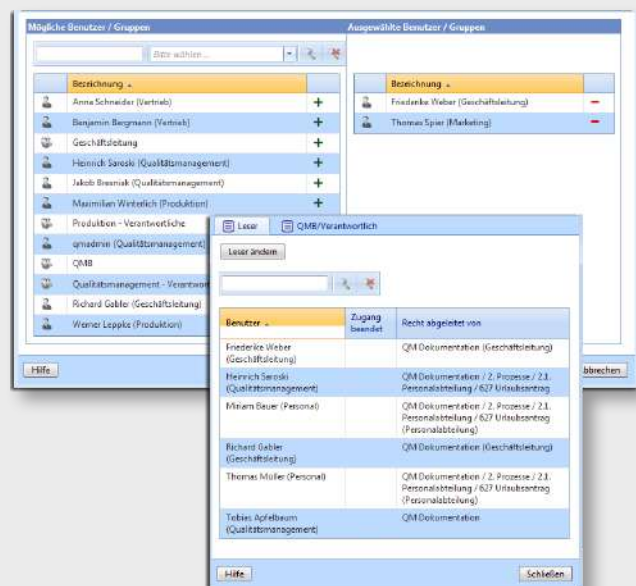 Mögliche Benutzer / Gruppen
Bitte wählen ...
Bezeichnung
Anne Schneider (Vertrieb)
Benjamin Bergmann (Vertrieb)
Geschäftsleitung
Heinrich Saroski (Qualitätsmanagement)
Jakob Bresniak (Qualitätsmanagement)
Maximilian Winterlich (Produktion)
Produktion - Verantwortliche
qmadmin (Qualitätsmanagement)
QMB
Qualitätsmanagement - Verantwort
Richard Gabler (Geschäftsleitung)
Werner Leppke (Produktion)
Hilfe
Ausgewählte Benutzer / Gruppen
Bezeichnung
Friederike Weber (Geschäftsleitung)
Thomas Spier (Marketing)
bbrechen
Leser
QMB/Verantwortlich
Leser ändern
Benutzer
Zugang beendet
Recht abgeleitet von
Friederike Weber (Geschäftsleitung)
QM Dokumentation (Geschäftsleitung)
Heinrich Saroski (Qualitätsmanagement)
QM Dokumentation / 2. Prozesse / 2.1.
Personalabteilung / 627 Urlaubsantrag
Miriam Bauer (Personal)
QM Dokumentation / 2. Prozesse / 2.1.
Personalabteilung / 627 Urlaubsantrag
(Personalabteilung)
Richard Gabler (Geschäftsleitung)
QM Dokumentation (Geschäftsleitung)
Thomas Müller (Personal)
QM Dokumentation / 2. Prozesse / 2.1.
Personalabteilung / 627 Urlaubsantrag
(Personalabteilung)
Tobias Apfelbaum (Qualitätsmanagement)
QM Dokumentation
Hilfe
Schließen